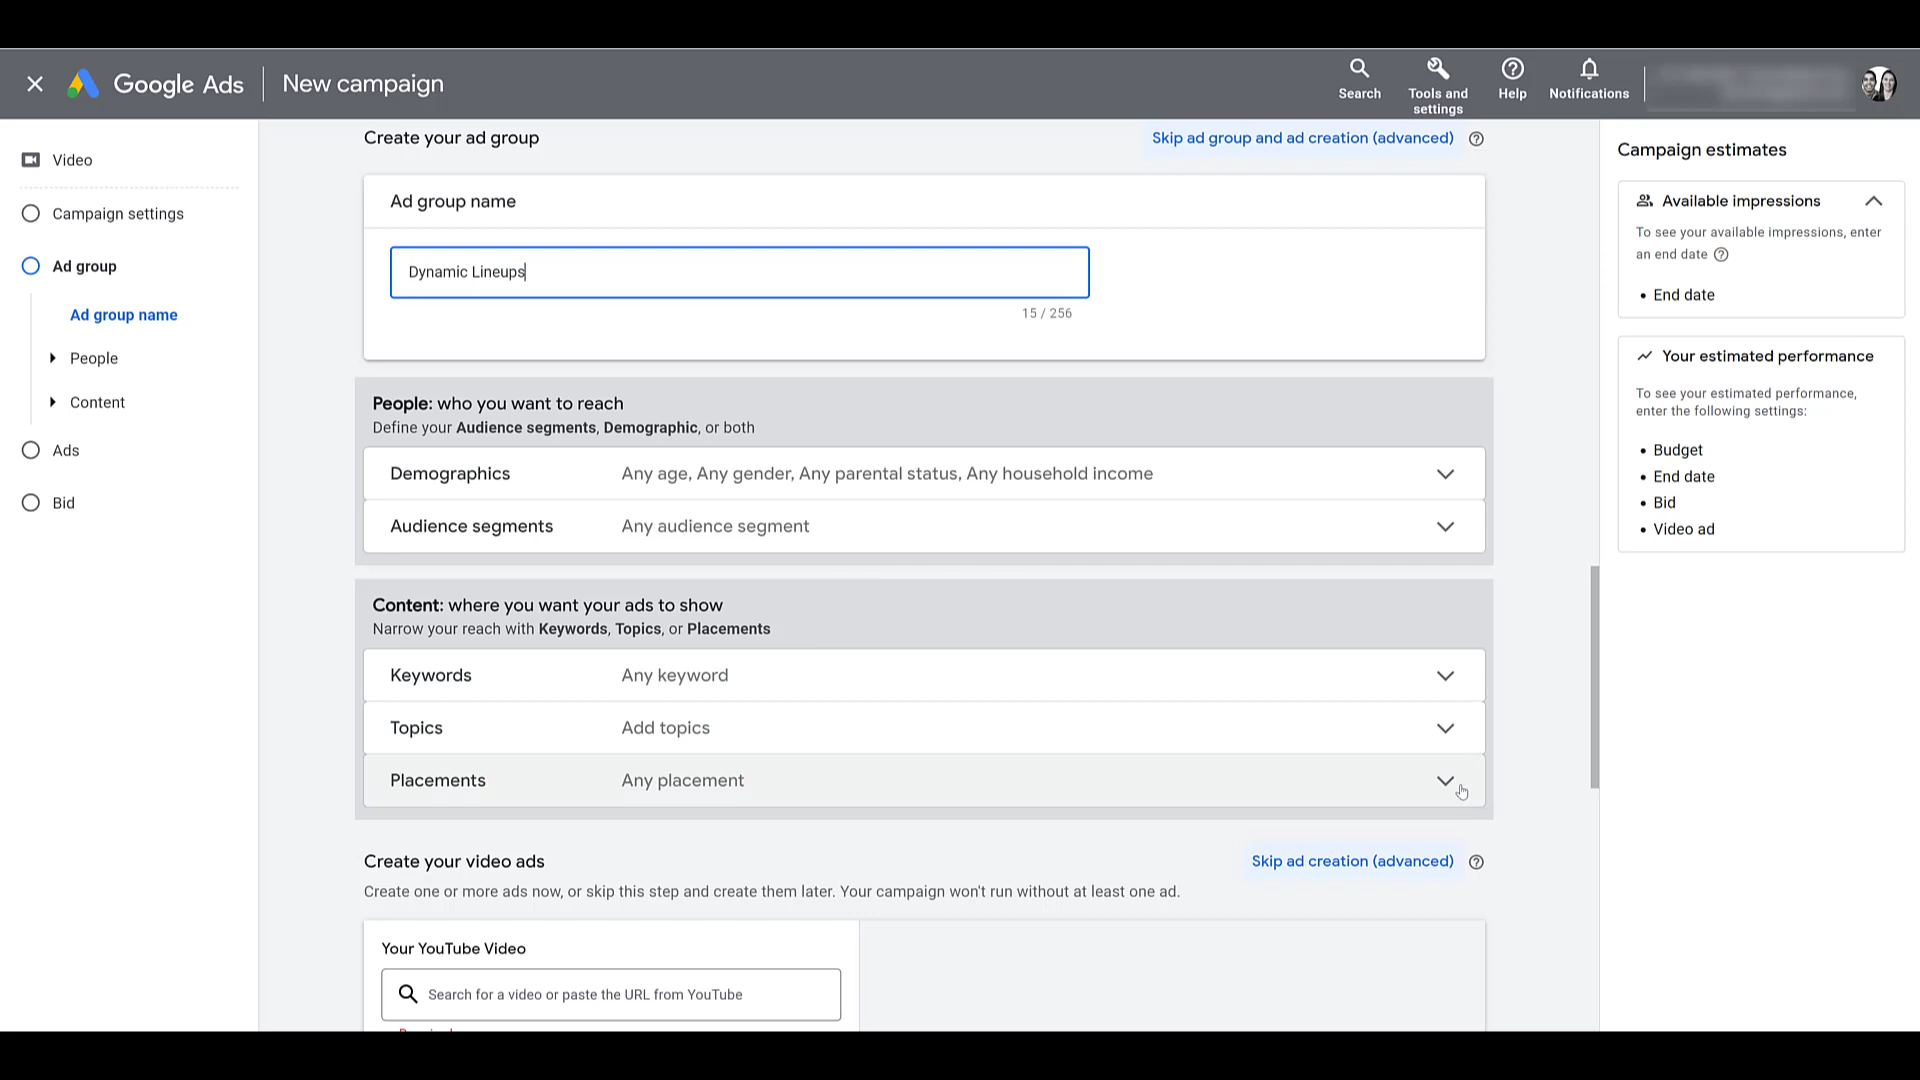 Google Ads
New campaign
Search
Tools and
settings
Help
Notifications
Video
Campaign settings
Ad group
Ad group name
People
Content
Ads
Bid
Create your ad group
Skip ad group and ad creation (advanced)
Ad group name
Dynamic Lineups
15 / 256
People: who you want to reach
Define your Audience segments, Demographic, or both
Demographics
Any age, Any gender, Any parental status, Any household income
Audience segments
Any audience segment
Content: where you want your ads to show
Narrow your reach with Keywords, Topics, or Placements
Keywords
Any keyword
Topics
Add topics
Placements
Any placement
Create your video ads
Skip ad creation (advanced)
Create one or more ads now, or skip this step and create them later. Your campaign won't run without at least one ad.
Your YouTube Video
Search for a video or paste the URL from YouTube
Campaign estimates
Available impressions
To see your available impressions, enter
an end date
• End date
Your estimated performance
To see your estimated performance,
enter the following settings:
• Budget
• End date
• Bid
• Video ad